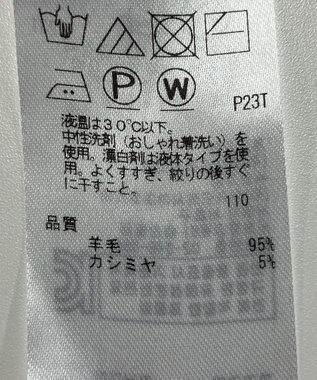 P W
P23T
液温は30℃以下。
中性洗剤（おしゃれ着洗い）を
使用。漂白剤は液体タイプを使
用。よくすすぎ、絞りの後すぐ
に干すこと。
110
品質
羊毛 95%
カシミヤ 5%